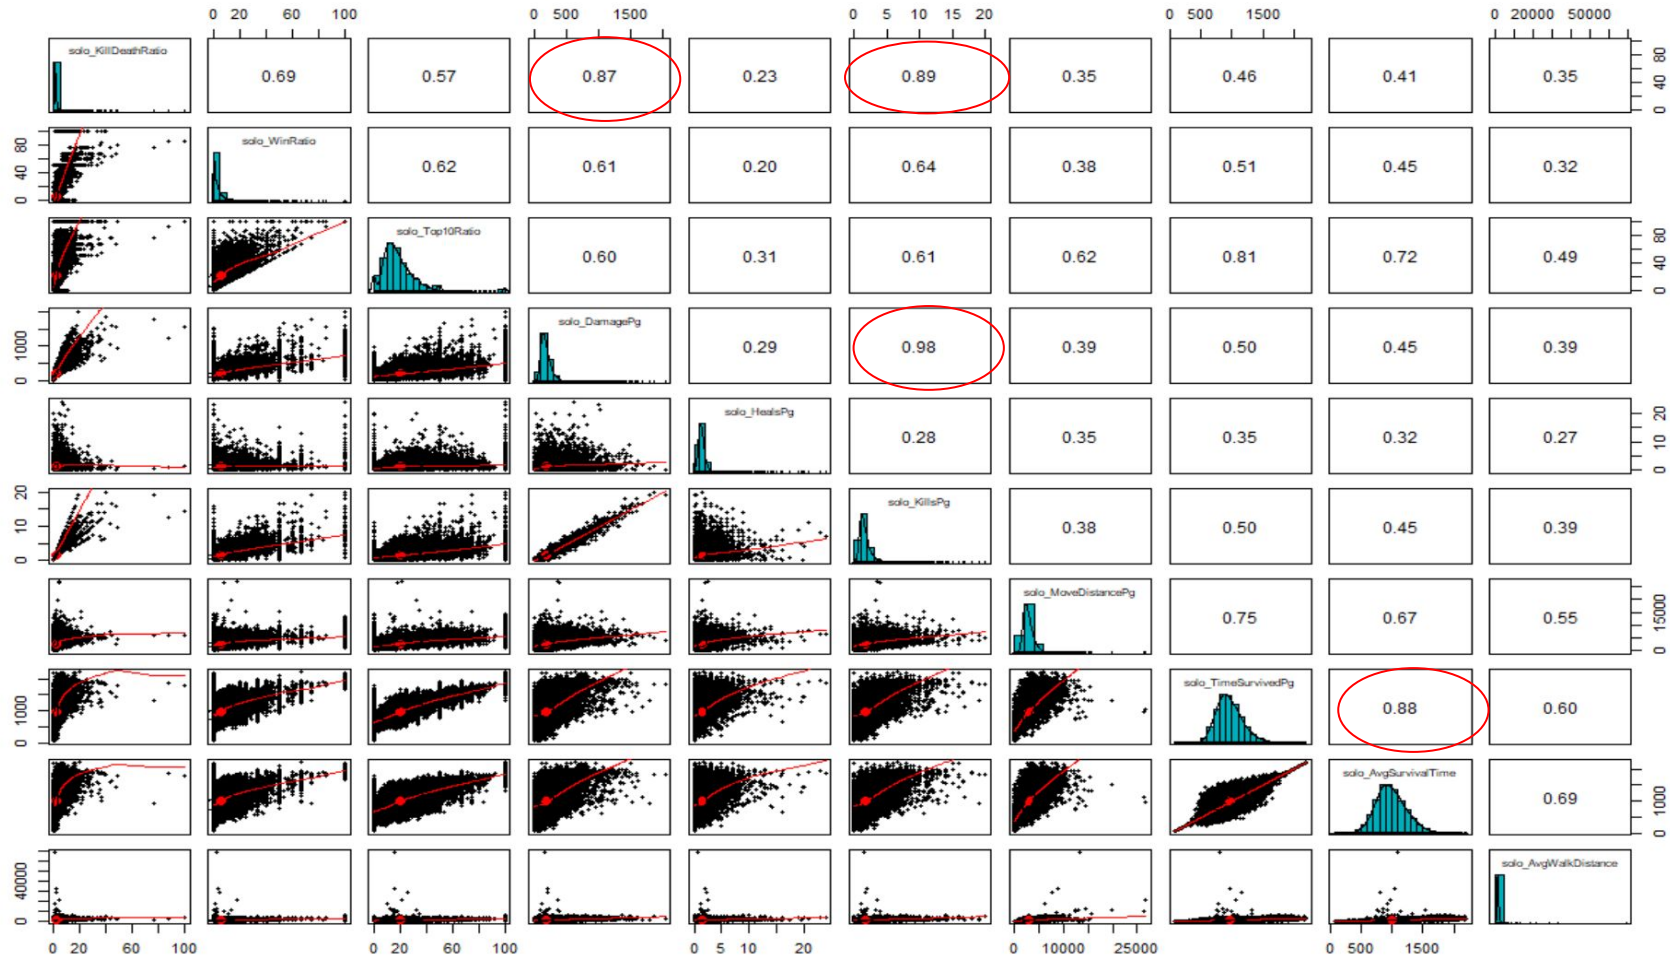 0 20 60 100 0 500 1500 0 5 10 15 20 0 500 1500 0 20000 50000
solo_KillDeathRatio 0.69 0.57 0.87 0.23 0.89 0.35 0.46 0.41 0.35 0 40 80
0 40 80 solo_WinRatio 0.62 0.61 0.20 0.64 0.38 0.51 0.45 0.32
solo_Top10Ratio 0.60 0.31 0.61 0.62 0.81 0.72 0.49 0 40 80
0 1000 solo_DamagePg 0.29 0.98 0.39 0.50 0.45 0.39
solo_HealsPg 0.28 0.35 0.35 0.32 0.27 0 10 20
0 10 20 solo_KillsPg 0.38 0.50 0.45 0.39
solo_MoveDistancePg 0.75 0.67 0.55 0 15000
0 1000 solo_TimeSurvivedPg 0.88 0.60
solo_AvgSurvivalTime 0.69 0 1000
0 40000 solo_AvgWalkDistance
0 20 60 100 0 20 60 100 0 5 10 20 0 10000 25000 0 500 1500